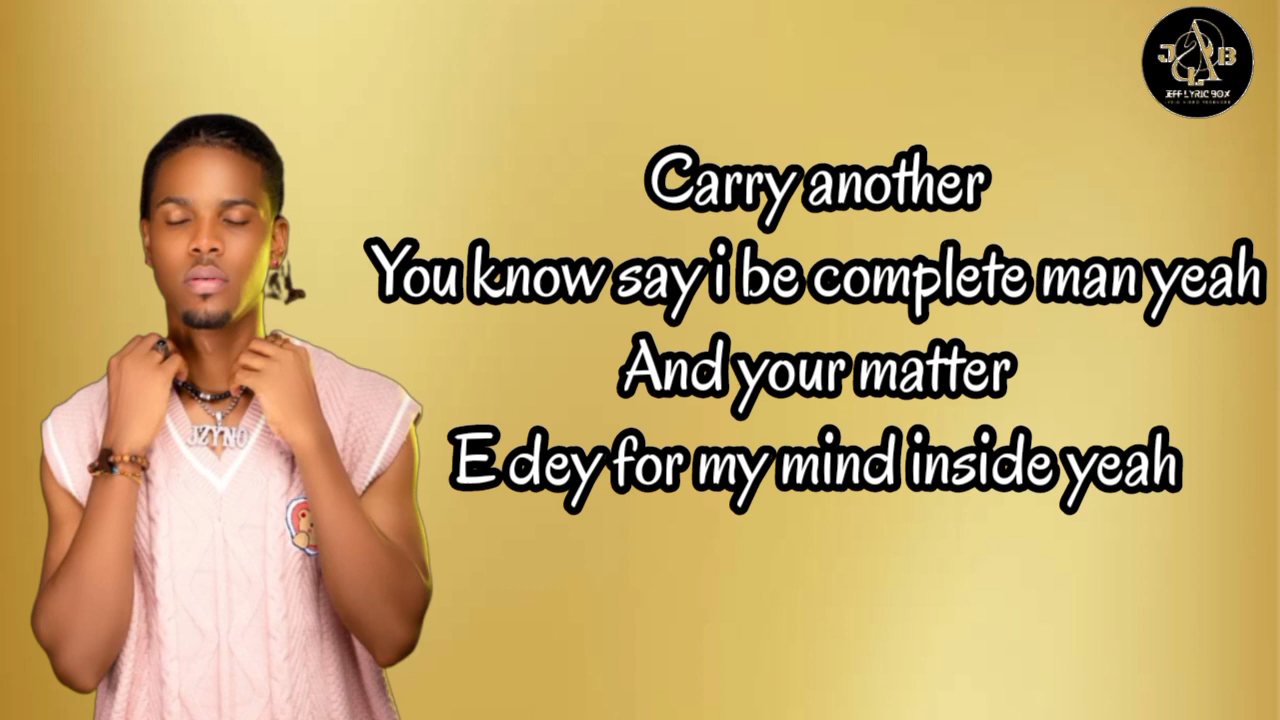 J B
JEFF LYRIC BOX
Carry another
You know say i be complete man yeah
And your matter
E dey for my mind inside yeah
JZYNO